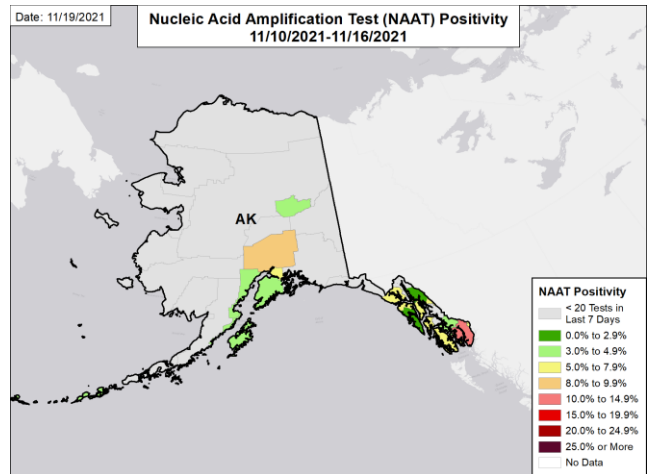 Date: 11/19/2021
Nucleic Acid Amplification Test (NAAT) Positivity
11/10/2021-11/16/2021
AK
NAAT Positivity
< 20 Tests in
Last 7 Days
0.0% to 2.9%
3.0% to 4.9%
5.0% to 7.9%
8.0% to 9.9%
10.0% to 14.9%
15.0% to 19.9%
20.0% to 24.9%
25.0% or More
No Data